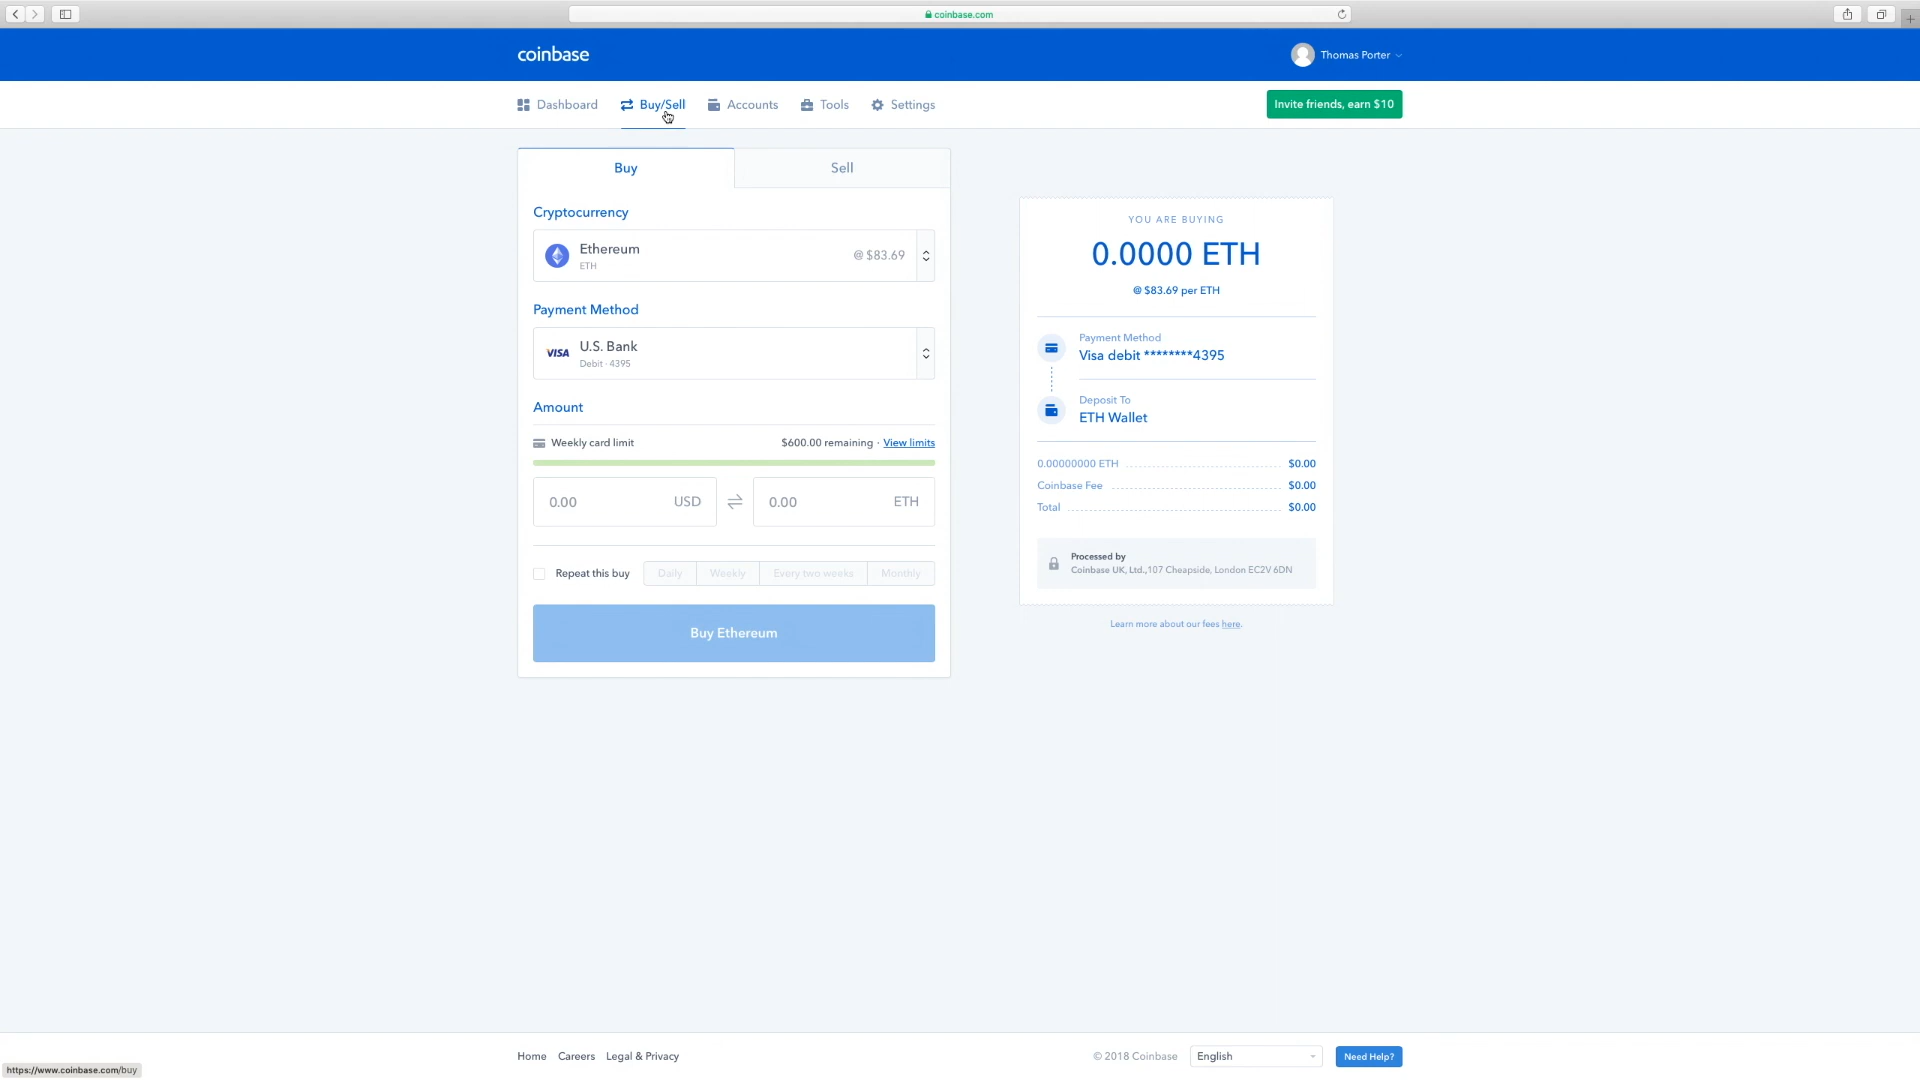 coinbase.com
coinbase
Thomas Porter
Dashboard Buy/Sell Accounts Tools Settings
Invite friends, earn $10
Buy Sell
Cryptocurrency
Ethereum
ETH
@ $83.69
Payment Method
VISA
U.S. Bank
Debit · 4395
Amount
Weekly card limit $600.00 remaining · View limits
0.00 USD 0.00 ETH
Repeat this buy Daily Weekly Every two weeks Monthly
Buy Ethereum
YOU ARE BUYING
0.0000 ETH
@ $83.69 per ETH
Payment Method
Visa debit ********4395
Deposit To
ETH Wallet
0.00000000 ETH $0.00
Coinbase Fee $0.00
Total $0.00
Processed by
Coinbase UK, Ltd.,107 Cheapside, London EC2V 6DN
Learn more about our fees here.
Home Careers Legal & Privacy
© 2018 Coinbase English Need Help?
https://www.coinbase.com/buy